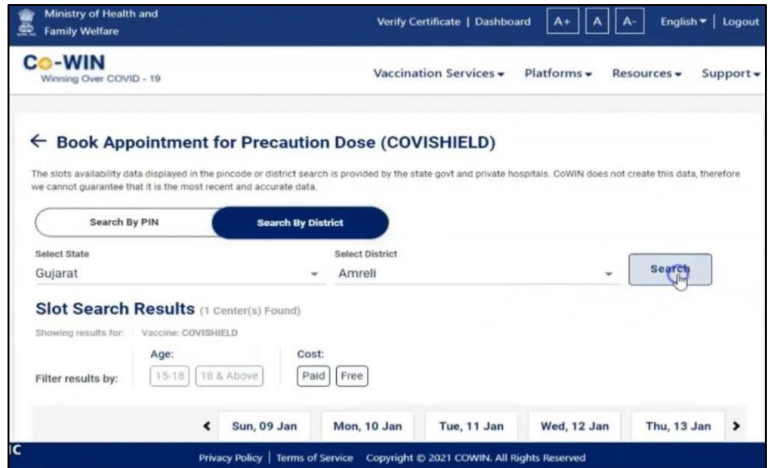 Ministry of Health and
Family Welfare
Verify Certificate | Dashboard A+ A A- English | Logout
Co-WIN
Winning Over COVID - 19
Vaccination Services Platforms Resources Support
← Book Appointment for Precaution Dose (COVISHIELD)
The slots availability data displayed in the pincode or district search is provided by the state govt and private hospitals. CoWIN does not create this data, therefore
we cannot guarantee that it is the most recent and accurate data.
Search By PIN Search By District
Select State Select District
Gujarat Amreli Search
Slot Search Results (1 Center(s) Found)
Showing results for: Vaccine: COVISHIELD
Age: Cost:
Filter results by: 15-18 18 & Above Paid Free
Sun, 09 Jan Mon, 10 Jan Tue, 11 Jan Wed, 12 Jan Thu, 13 Jan
IC
Privacy Policy | Terms of Service Copyright © 2021 COWIN. All Rights Reserved